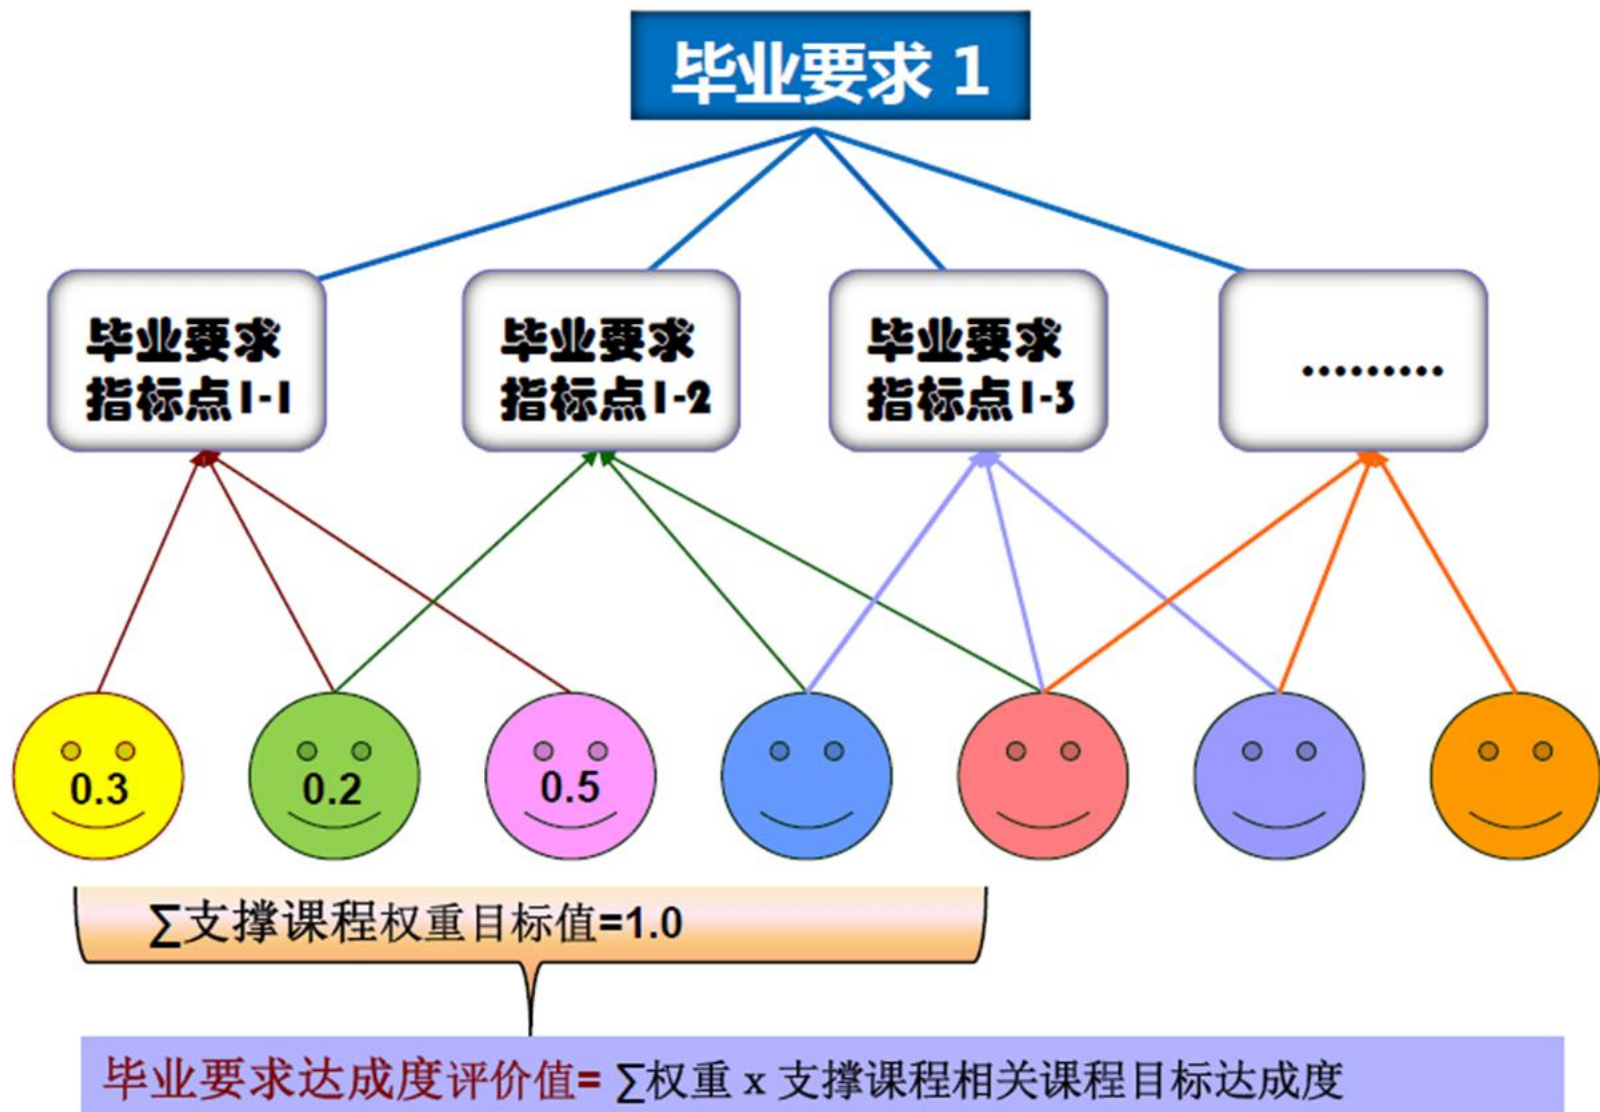 毕业要求 1
毕业要求
指标点1-1
毕业要求
指标点1-2
毕业要求
指标点1-3
·········
0.3
0.2
0.5
∑支撑课程权重目标值=1.0
毕业要求达成度评价值= ∑权重 x 支撑课程相关课程目标达成度